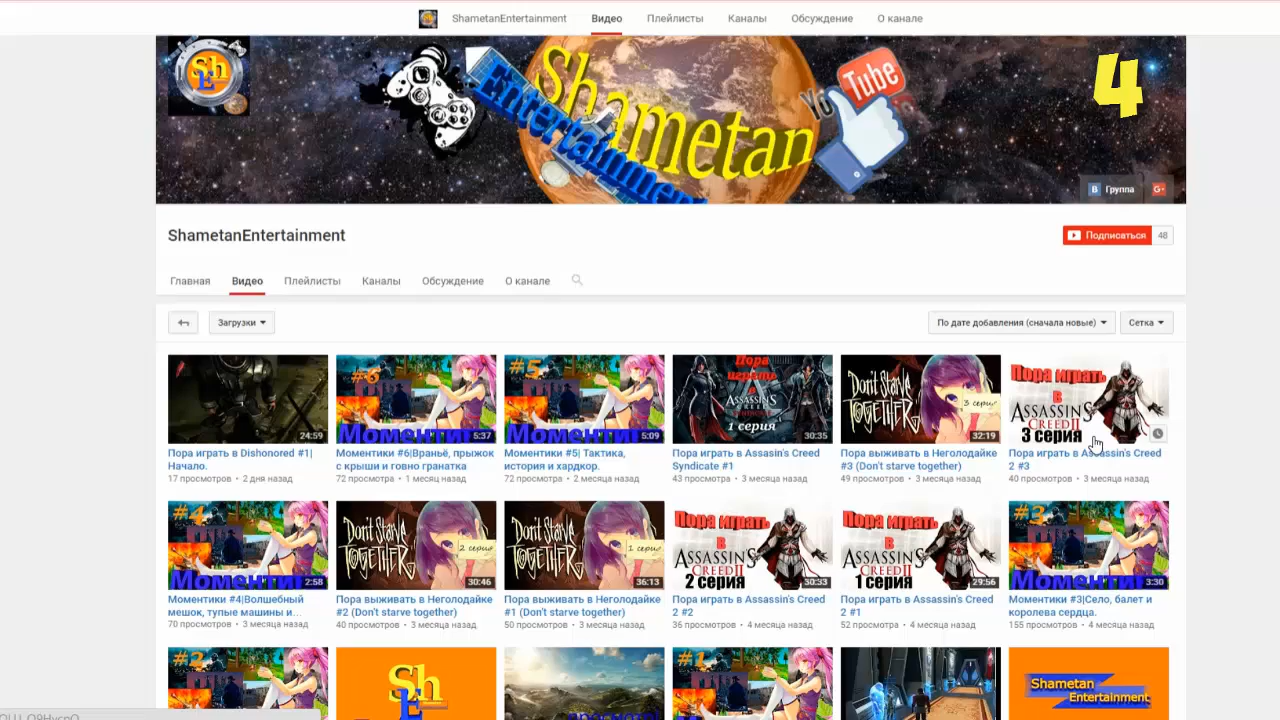 ShametanEntertainment Видео Плейлисты Каналы Обсуждение О канале
Sh
E
Entertainment
Shametan
You Tube
4
В Группа G+
ShametanEntertainment
Подписаться 48
Главная Видео Плейлисты Каналы Обсуждение О канале
Загрузки
По дате добавления (сначала новые) Сетка
24:59
#6
Моментики
5:37
#5
Моментики
5:09
Пора
играть
в
ASSASSIN'S
CREED
SYNDICATE
1 серия
30:35
DON'T STARVE
TOGETHER
3 серия
32:19
Пора играть
в
ASSASSIN'S
CREED II
3 серия
Пора играть в Dishonored #1|
Начало.
17 просмотров • 2 дня назад
Моментики #6|Враньё, прыжок
с крыши и говно гранатка
72 просмотра • 1 месяц назад
Моментики #5| Тактика,
история и хардкор.
72 просмотра • 2 месяца назад
Пора играть в Assasin's Creed
Syndicate #1
43 просмотра • 3 месяца назад
Пора выживать в Неголодайке
#3 (Don't starve together)
49 просмотров • 3 месяца назад
Пора играть в Assassin's Creed
2 #3
40 просмотров • 3 месяца назад
#4
Моментики
2:58
DON'T STARVE
TOGETHER
2 серия
30:46
DON'T STARVE
TOGETHER
1 серия
36:13
Пора играть
в
ASSASSIN'S
CREED II
2 серия
30:33
Пора играть
в
ASSASSIN'S
CREED II
1 серия
29:56
#3
Моментики
3:30
Моментики #4|Волшебный
мешок, тупые машины и...
70 просмотров • 3 месяца назад
Пора выживать в Неголодайке
#2 (Don't starve together)
40 просмотров • 3 месяца назад
Пора выживать в Неголодайке
#1 (Don't starve together)
50 просмотров • 3 месяца назад
Пора играть в Assassin's Creed
2 #2
36 просмотров • 4 месяца назад
Пора играть в Assassin's Creed
2 #1
52 просмотра • 4 месяца назад
Моментики #3|Село, балет и
королева сердца.
155 просмотров • 4 месяца назад
#2
Sh
E
#1
Shametan
Entertainment